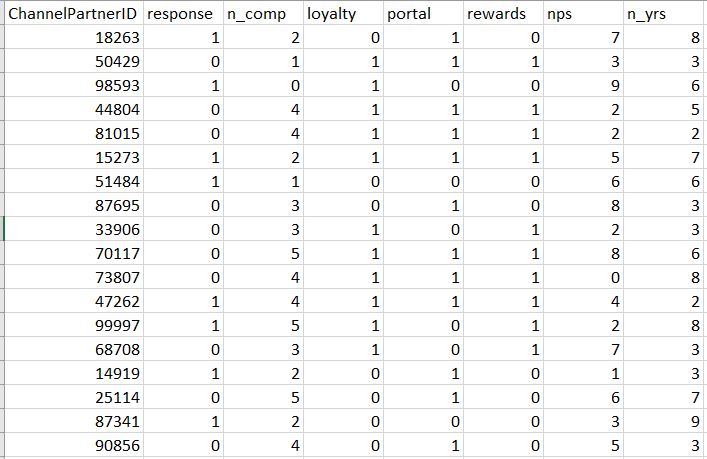 ChannelPartnerID response n_comp loyalty portal rewards nps n_yrs
18263 1 2 0 1 0 7 8
50429 0 1 1 1 1 3 3
98593 1 0 1 0 0 9 6
44804 0 4 1 1 1 2 5
81015 0 4 1 1 1 2 2
15273 1 2 1 1 1 5 7
51484 1 1 0 0 0 6 6
87695 0 3 0 1 0 8 3
33906 0 3 1 0 1 2 3
70117 0 5 1 1 1 8 6
73807 0 4 1 1 1 0 8
47262 1 4 1 1 1 4 2
99997 1 5 1 0 1 2 8
68708 0 3 1 0 1 7 3
14919 1 2 0 1 0 1 3
25114 0 5 0 1 0 6 7
87341 1 2 0 0 0 3 9
90856 0 4 0 1 0 5 3